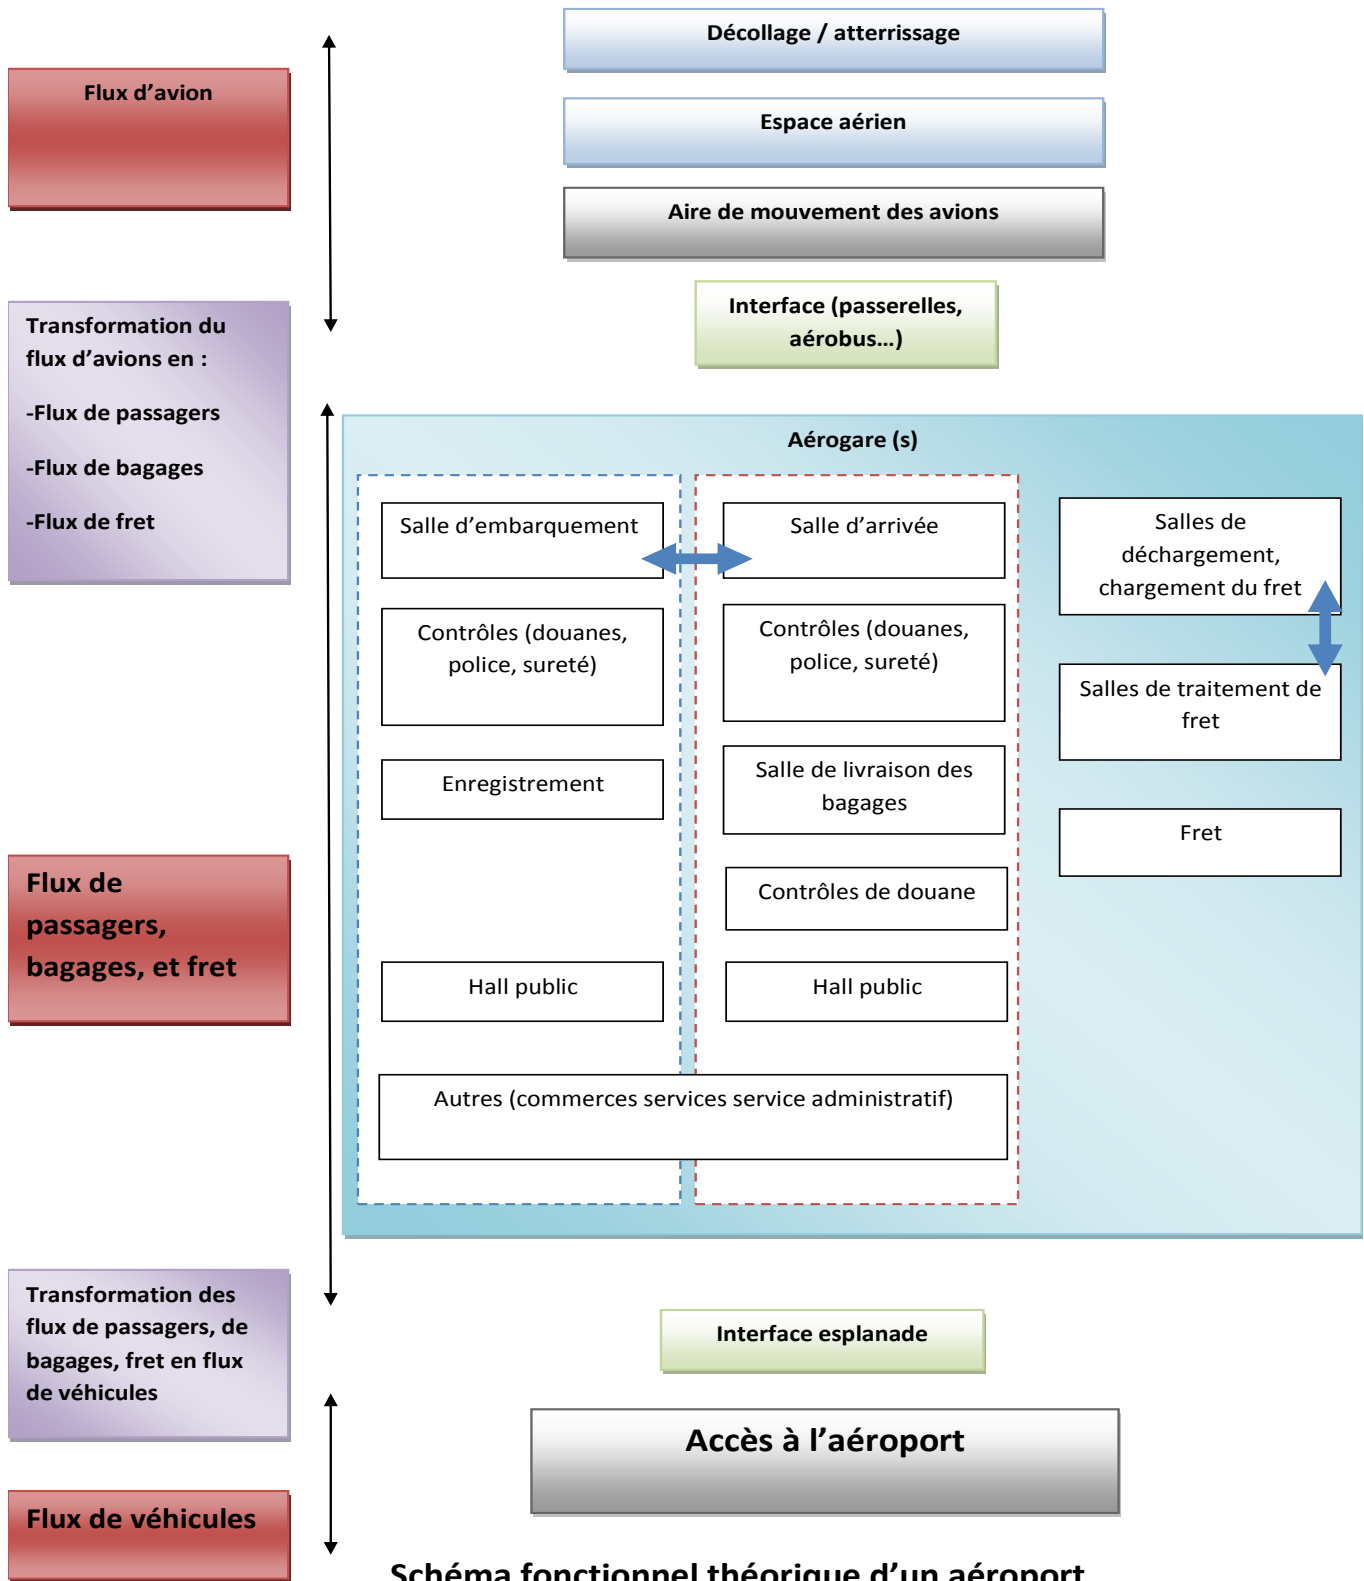 Décollage / atterrissage
Flux d’avion
Espace aérien
Aire de mouvement des avions
Interface (passerelles,
aérobus…)
Transformation du
flux d’avions en :
-Flux de passagers
-Flux de bagages
-Flux de fret
Aérogare (s)
Salle d’embarquement
Contrôles (douanes,
police, sureté)
Enregistrement
Hall public
Salle d’arrivée
Contrôles (douanes,
police, sureté)
Salle de livraison des
bagages
Contrôles de douane
Hall public
Autres (commerces services service administratif)
Salles de
déchargement,
chargement du fret
Salles de traitement de
fret
Fret
Flux de
passagers,
bagages, et fret
Transformation des
flux de passagers, de
bagages, fret en flux
de véhicules
Interface esplanade
Accès à l’aéroport
Flux de véhicules
Schéma fonctionnel théorique d’un aéroport